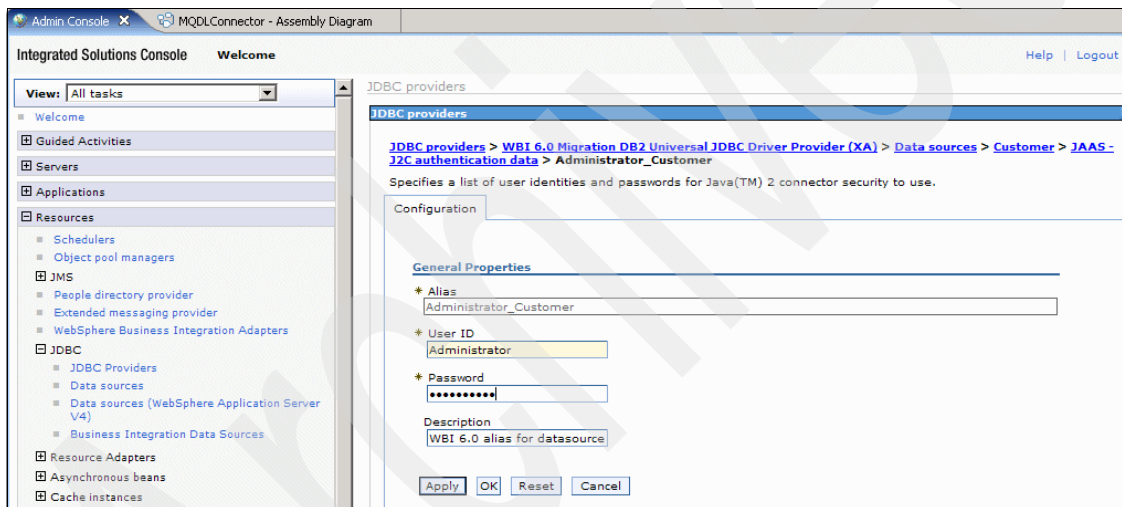 Admin Console
MQDLConnector - Assembly Diagram
Integrated Solutions Console Welcome
Help | Logout
View: All tasks
Welcome
Guided Activities
Servers
Applications
Resources
Schedulers
Object pool managers
JMS
People directory provider
Extended messaging provider
WebSphere Business Integration Adapters
JDBC
JDBC Providers
Data sources
Data sources (WebSphere Application Server
V4)
Business Integration Data Sources
Resource Adapters
Asynchronous beans
Cache instances
JDBC providers
JDBC providers
JDBC providers > WBI 6.0 Migration DB2 Universal JDBC Driver Provider (XA) > Data sources > Customer > JAAS -
J2C authentication data > Administrator_Customer
Specifies a list of user identities and passwords for Java(TM) 2 connector security to use.
Configuration
General Properties
* Alias
Administrator_Customer
* User ID
Administrator
* Password
••••••••••
Description
WBI 6.0 alias for datasource
Apply OK Reset Cancel